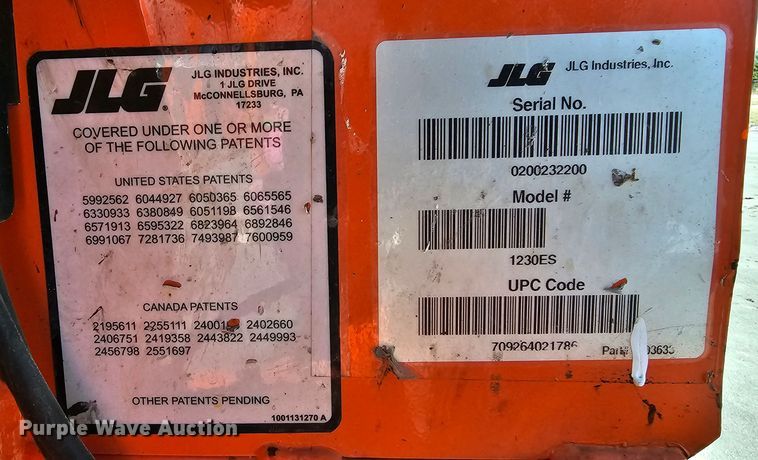 JLG
JLG INDUSTRIES, INC.
1 JLG DRIVE
McCONNELLSBURG, PA
17233
COVERED UNDER ONE OR MORE
OF THE FOLLOWING PATENTS
UNITED STATES PATENTS
5992562 6044927 6050365 6065565
6330933 6380849 6051198 6561546
6571913 6595322 6823964 6892846
6991067 7281736 7493987 7600959
CANADA PATENTS
2195611 2255111 2402660
2406751 2419358 2443822 2449993
2456798 2551697
OTHER PATENTS PENDING
1001131270 A
JLG
JLG Industries, Inc.
Serial No.
0200232200
Model #
1230ES
UPC Code
709264021786
Purple Wave Auction